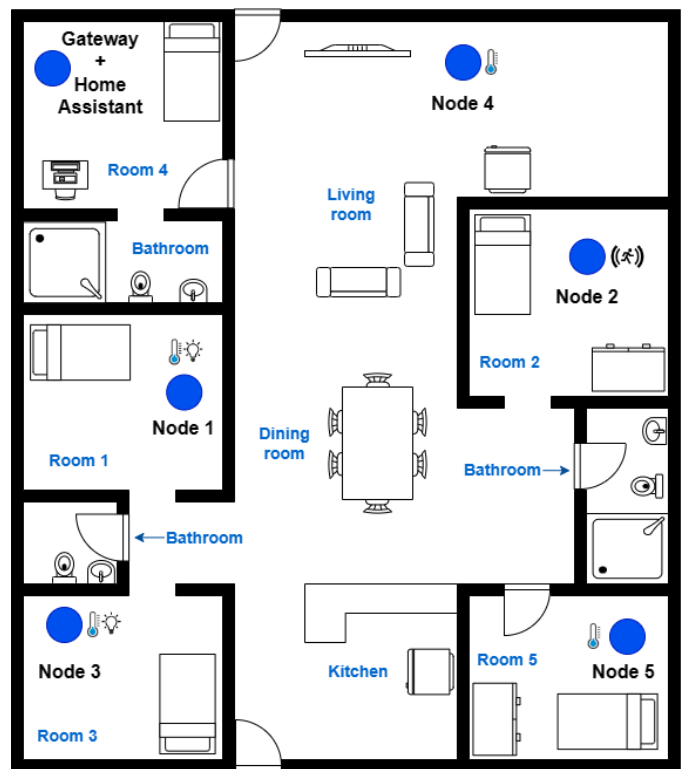 Gateway
+
Home
Assistant
Room 4
Node 4
Living
room
Bathroom
Node 2
Room 2
Node 1
Room 1
Dining
room
Bathroom
Bathroom
Node 3
Room 3
Kitchen
Room 5
Node 5